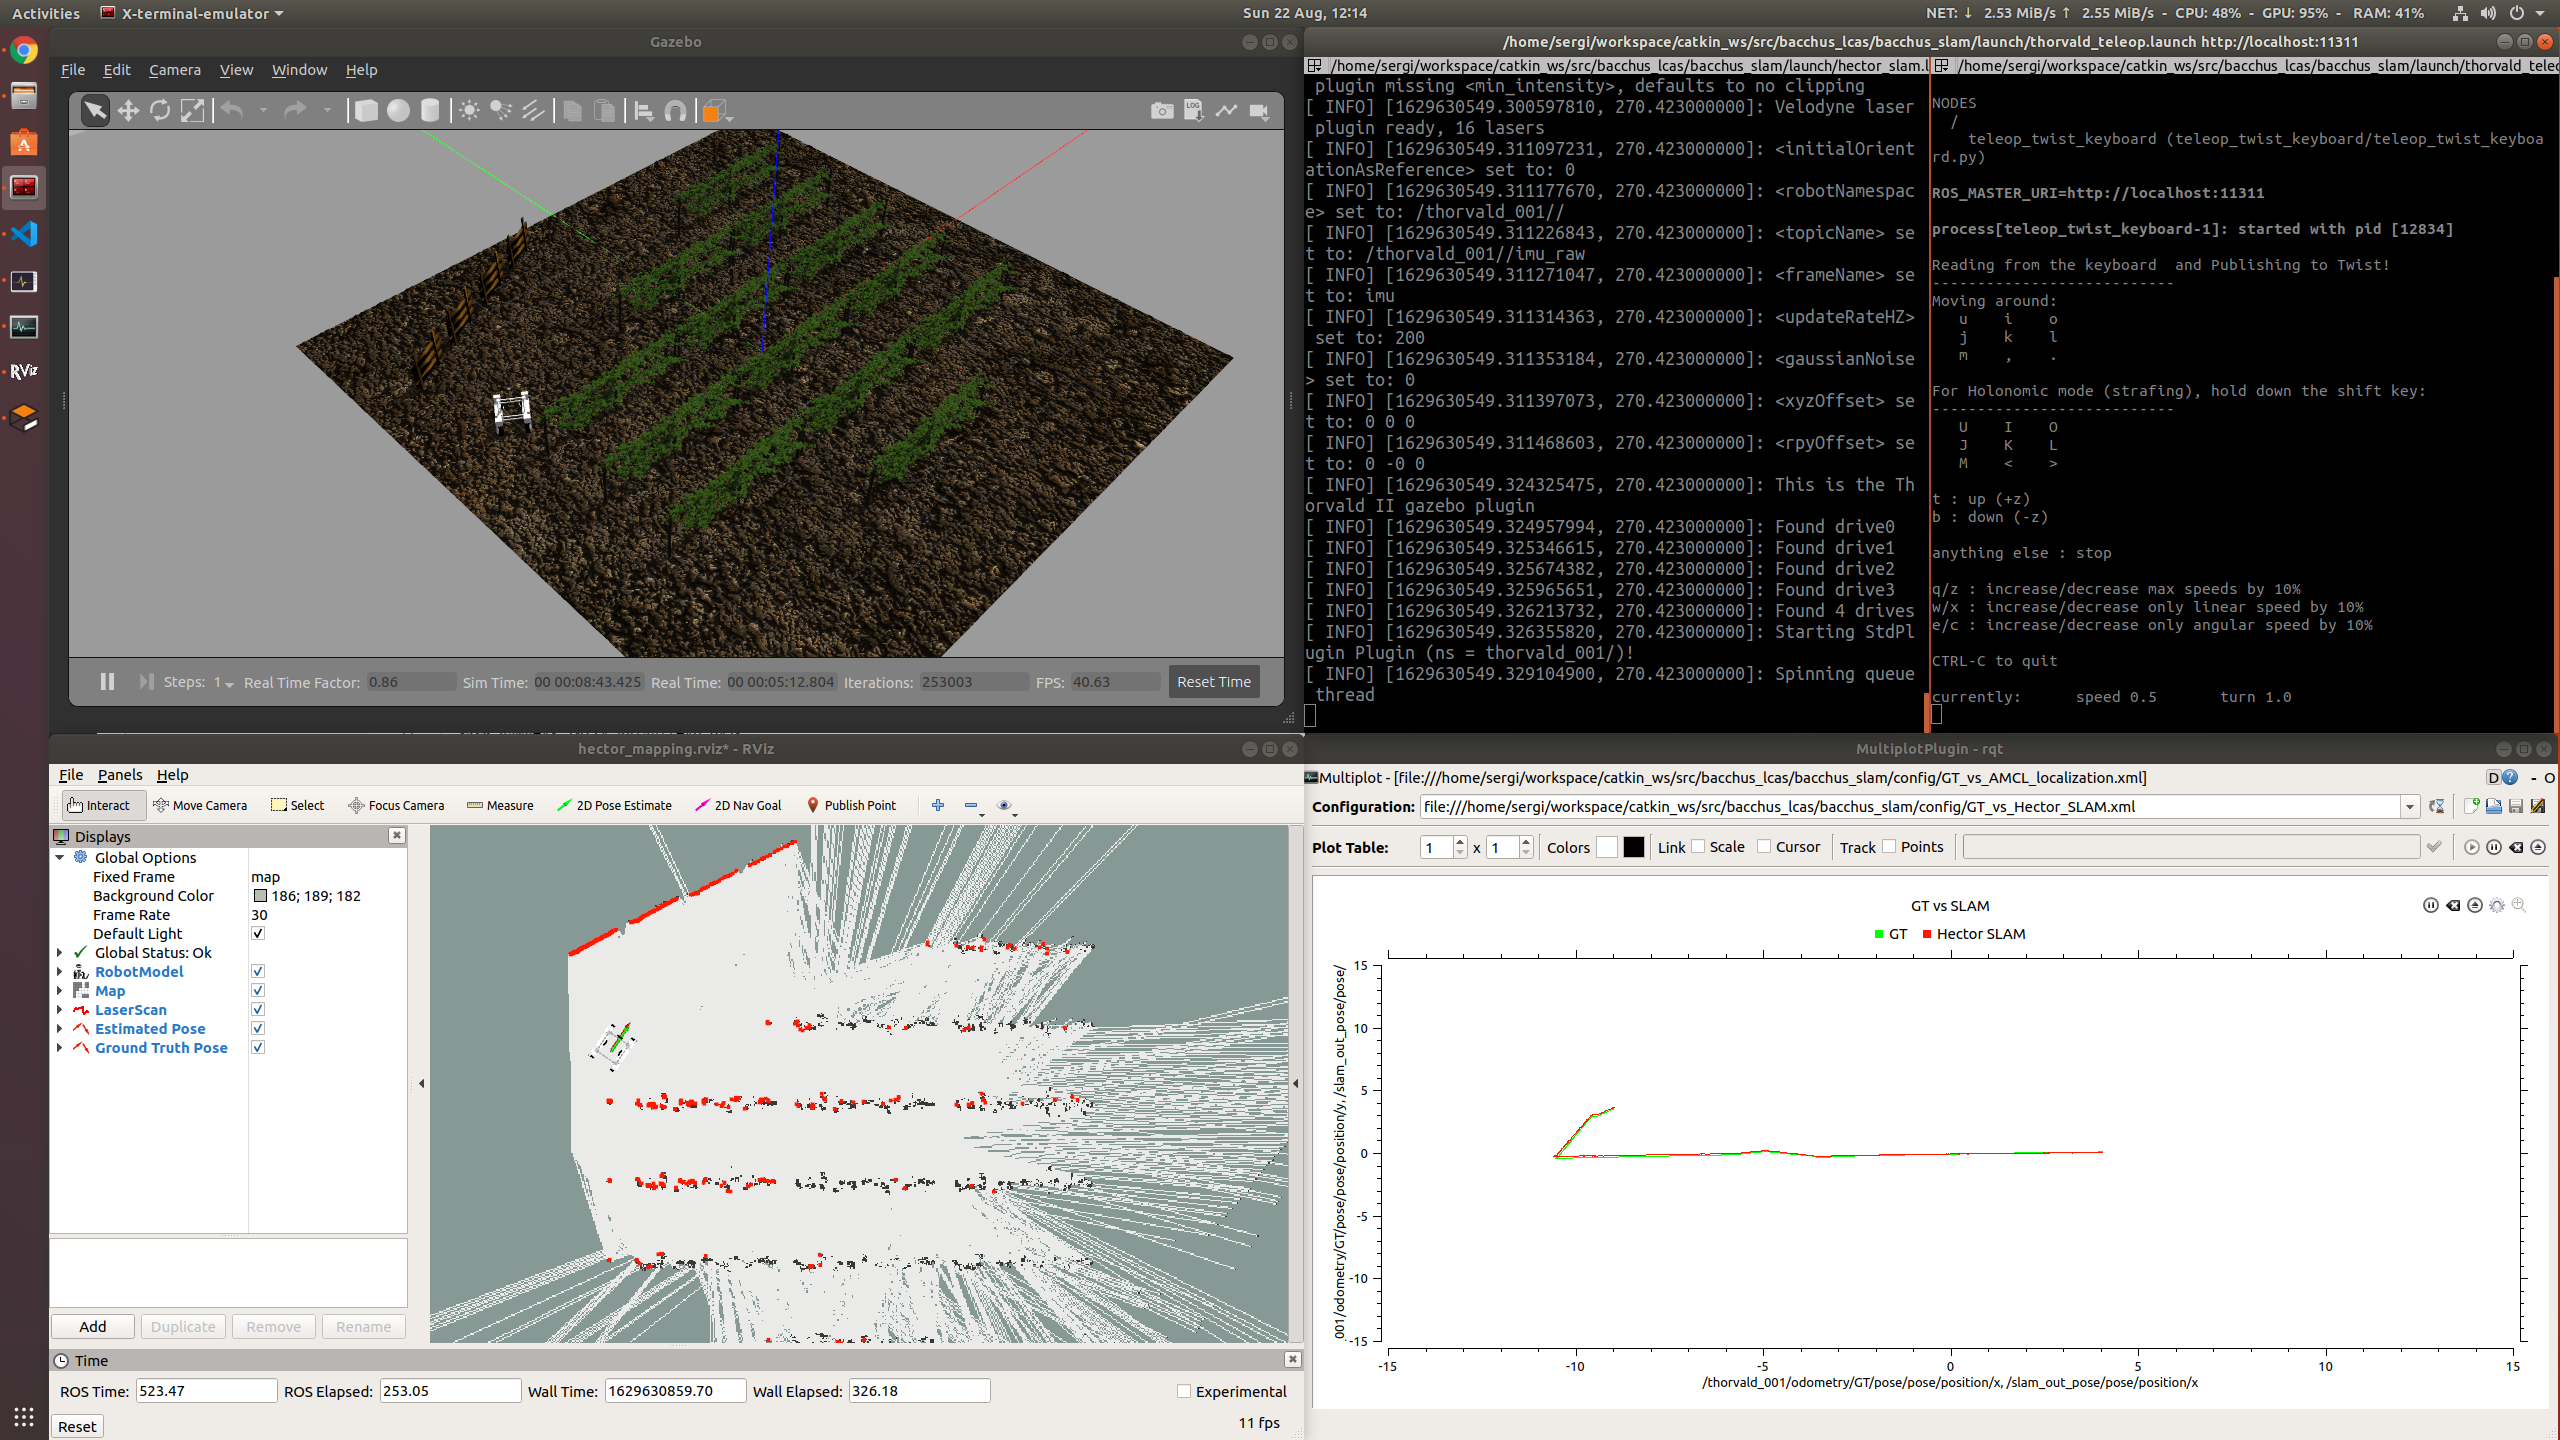 Activities
X-terminal-emulator
Sun 22 Aug, 12:14
NET: ↓ 2.53 MiB/s ↑ 2.55 MiB/s - CPU: 48% - GPU: 95% - RAM: 41%
Gazebo
File Edit Camera View Window Help
LOG
Steps: 1 Real Time Factor: 0.86 Sim Time: 00 00:08:43.425 Real Time: 00 00:05:12.804 Iterations: 253003 FPS: 40.63 Reset Time
RViz
/home/sergi/workspace/catkin_ws/src/bacchus_lcas/bacchus_slam/launch/thorvald_teleop.launch http://localhost:11311
/home/sergi/workspace/catkin_ws/src/bacchus_lcas/bacchus_slam/launch/hector_slam.l
plugin missing <min_intensity>, defaults to no clipping
[ INFO] [1629630549.300597810, 270.423000000]: Velodyne laser
plugin ready, 16 lasers
[ INFO] [1629630549.311097231, 270.423000000]: <initialOrient
ationAsReference> set to: 0
[ INFO] [1629630549.311177670, 270.423000000]: <robotNamespac
e> set to: /thorvald_001//
[ INFO] [1629630549.311226843, 270.423000000]: <topicName> se
t to: /thorvald_001//imu_raw
[ INFO] [1629630549.311271047, 270.423000000]: <frameName> se
t to: imu
[ INFO] [1629630549.311314363, 270.423000000]: <updateRateHZ>
set to: 200
[ INFO] [1629630549.311353184, 270.423000000]: <gaussianNoise
> set to: 0
[ INFO] [1629630549.311397073, 270.423000000]: <xyzOffset> se
t to: 0 0 0
[ INFO] [1629630549.311468603, 270.423000000]: <rpyOffset> se
t to: 0 -0 0
[ INFO] [1629630549.324325475, 270.423000000]: This is the Th
orvald II gazebo plugin
[ INFO] [1629630549.324957994, 270.423000000]: Found drive0
[ INFO] [1629630549.325346615, 270.423000000]: Found drive1
[ INFO] [1629630549.325674382, 270.423000000]: Found drive2
[ INFO] [1629630549.325965651, 270.423000000]: Found drive3
[ INFO] [1629630549.326213732, 270.423000000]: Found 4 drives
[ INFO] [1629630549.326355820, 270.423000000]: Starting StdPl
ugin Plugin (ns = thorvald_001/)!
[ INFO] [1629630549.329104900, 270.423000000]: Spinning queue
thread
/home/sergi/workspace/catkin_ws/src/bacchus_lcas/bacchus_slam/launch/thorvald_teleo
NODES
/
teleop_twist_keyboard (teleop_twist_keyboard/teleop_twist_keyboa
rd.py)
ROS_MASTER_URI=http://localhost:11311
process[teleop_twist_keyboard-1]: started with pid [12834]
Reading from the keyboard  and Publishing to Twist!
---------------------------
Moving around:
u i o
j k l
m , .
For Holonomic mode (strafing), hold down the shift key:
---------------------------
U I O
J K L
M < >
t : up (+z)
b : down (-z)
anything else : stop
q/z : increase/decrease max speeds by 10%
w/x : increase/decrease only linear speed by 10%
e/c : increase/decrease only angular speed by 10%
CTRL-C to quit
currently: speed 0.5 turn 1.0
hector_mapping.rviz* - RViz
File Panels Help
Interact Move Camera Select Focus Camera Measure 2D Pose Estimate 2D Nav Goal Publish Point
Displays
Global Options
Fixed Frame map
Background Color 186; 189; 182
Frame Rate 30
Default Light
Global Status: Ok
RobotModel
Map
LaserScan
Estimated Pose
Ground Truth Pose
Add Duplicate Remove Rename
Time
ROS Time: 523.47 ROS Elapsed: 253.05 Wall Time: 1629630859.70 Wall Elapsed: 326.18 Experimental
Reset
11 fps
MultiplotPlugin - rqt
Multiplot - [file:///home/sergi/workspace/catkin_ws/src/bacchus_lcas/bacchus_slam/config/GT_vs_AMCL_localization.xml]
D ? - O
Configuration: file:///home/sergi/workspace/catkin_ws/src/bacchus_lcas/bacchus_slam/config/GT_vs_Hector_SLAM.xml
Plot Table: 1 x 1 Colors Link Scale Cursor Track Points
GT vs SLAM
GT Hector SLAM
001/odometry/GT/pose/pose/position/y, /slam_out_pose/pose/
15
10
5
0
-5
-10
-15
-15 -10 -5 0 5 10 15
/thorvald_001/odometry/GT/pose/pose/position/x, /slam_out_pose/pose/position/x